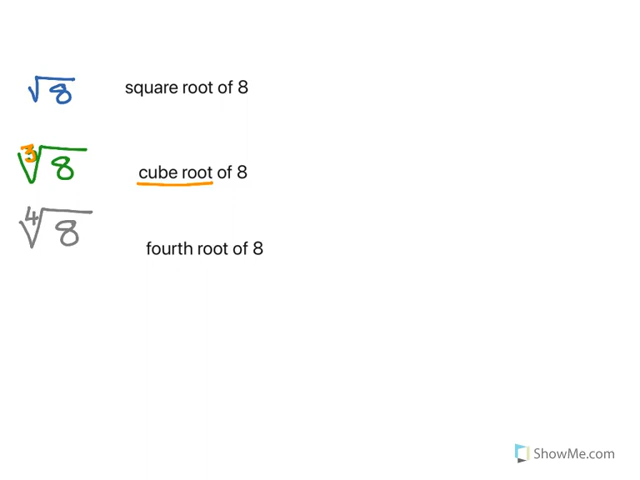 √8 square root of 8
∛8 cube root of 8
∜8 fourth root of 8
ShowMe.com